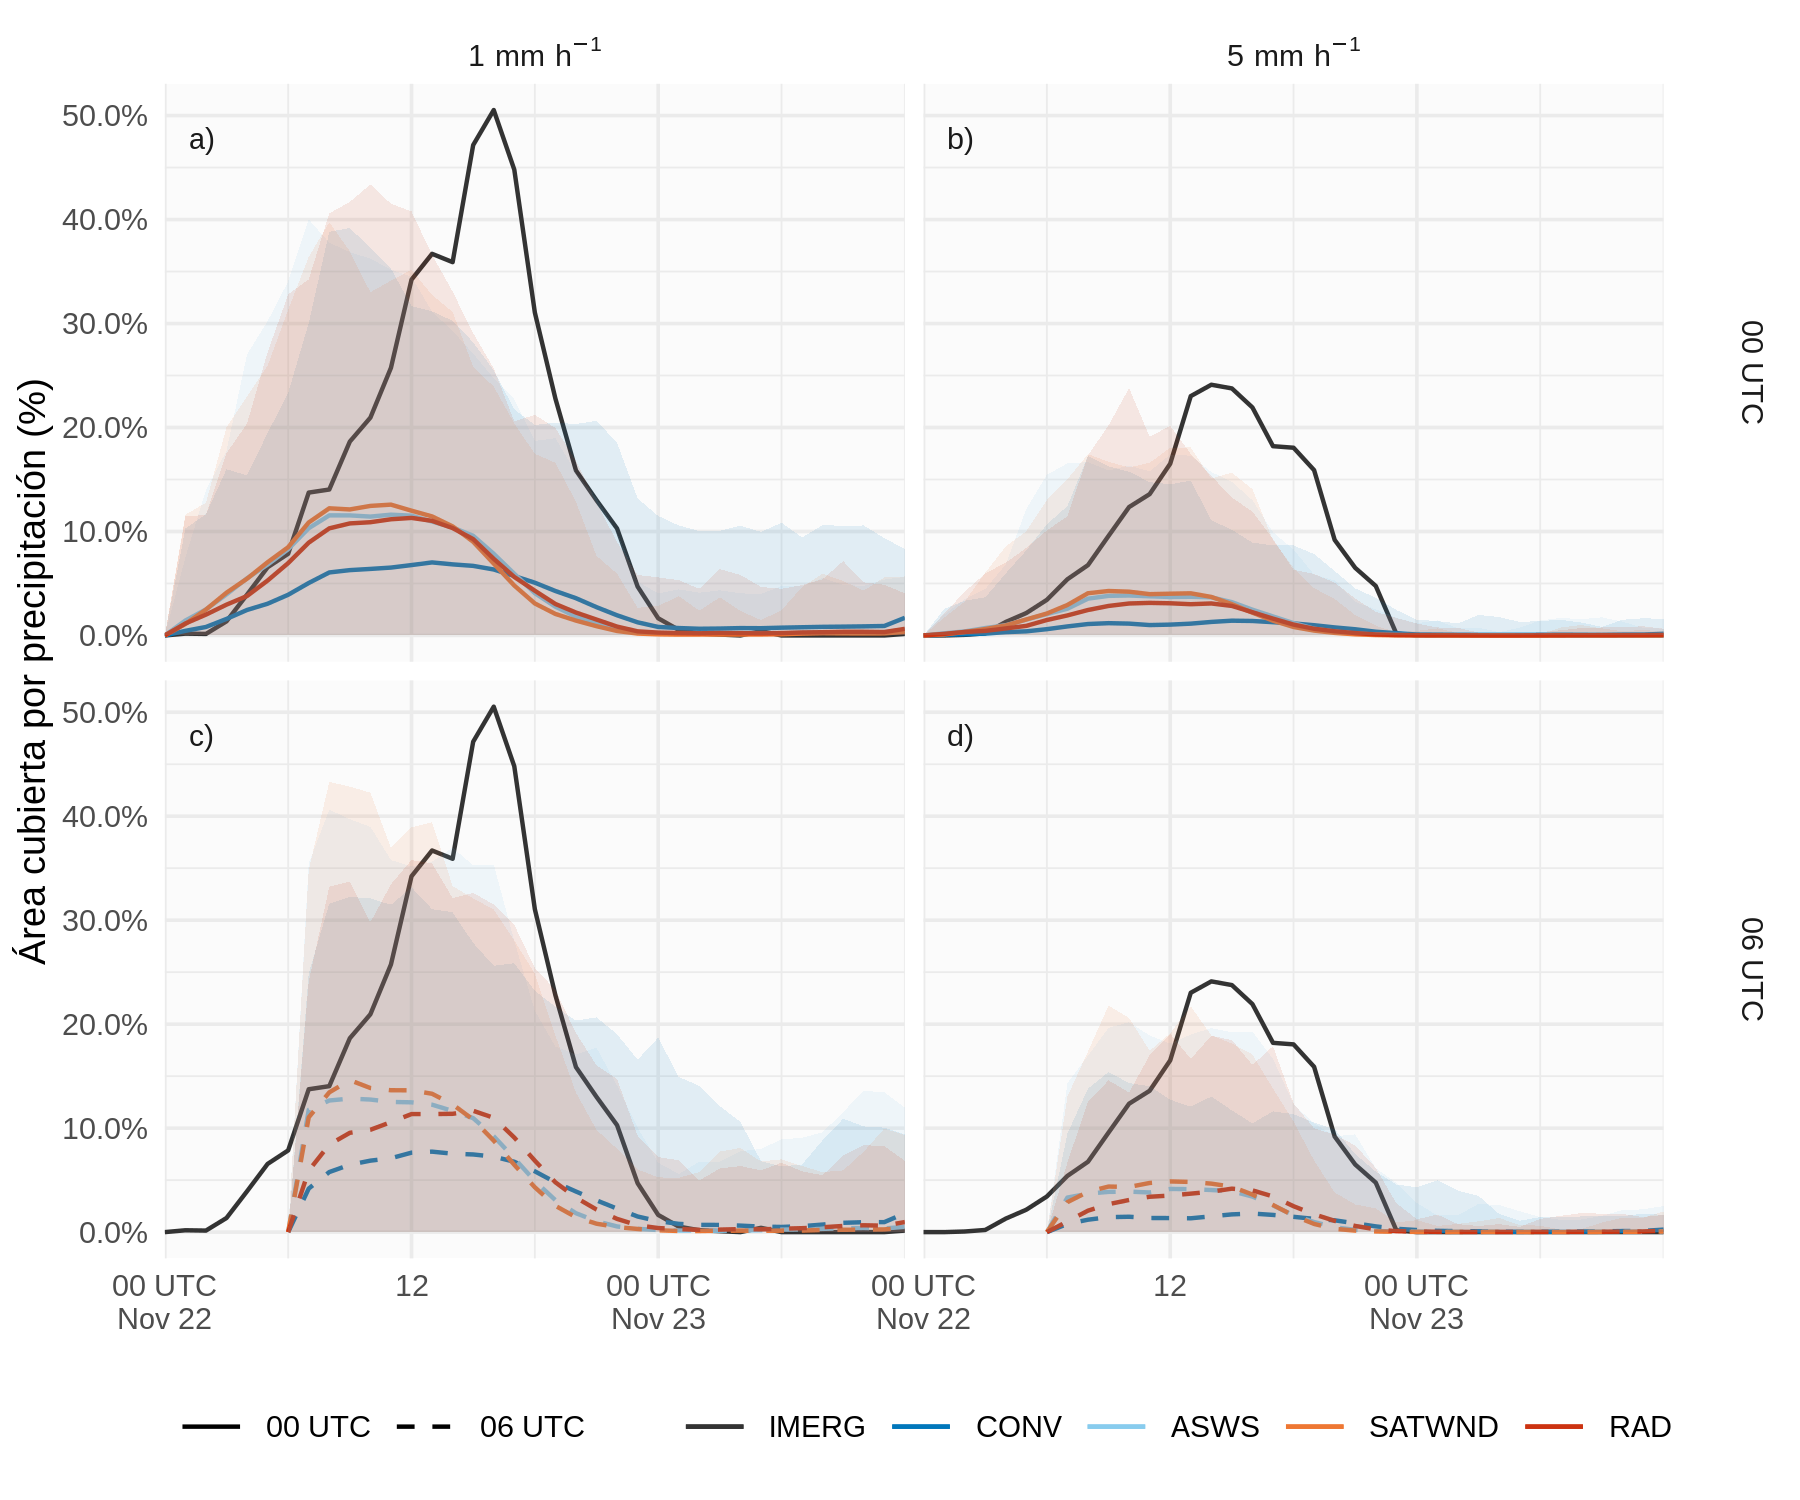 1 mm h⁻¹
5 mm h⁻¹
Área cubierta por precipitación (%)
a)
50.0%
40.0%
30.0%
20.0%
10.0%
0.0%
b)
00 UTC
c)
50.0%
40.0%
30.0%
20.0%
10.0%
0.0%
d)
06 UTC
00 UTC
Nov 22
12
00 UTC
Nov 23
00 UTC
Nov 22
12
00 UTC
Nov 23
00 UTC 06 UTC IMERG CONV ASWS SATWND RAD